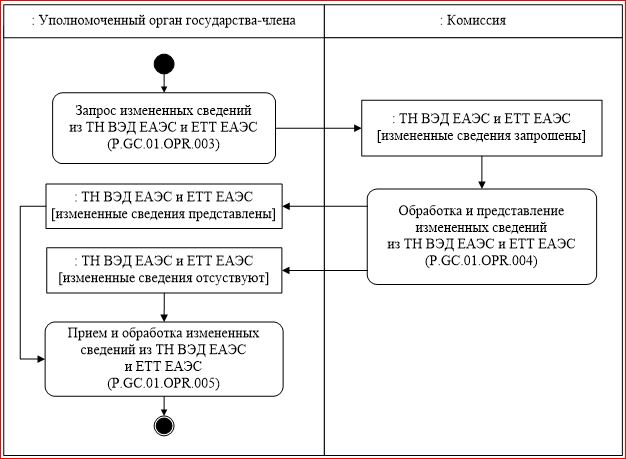 : Уполномоченный орган государства-члена
: Комиссия
Запрос измененных сведений
из ТН ВЭД ЕАЭС и ЕТТ ЕАЭС
(P.GC.01.OPR.003)
: ТН ВЭД ЕАЭС и ЕТТ ЕАЭС
[измененные сведения запрошены]
: ТН ВЭД ЕАЭС и ЕТТ ЕАЭС
[измененные сведения представлены]
Обработка и представление
измененных сведений
из ТН ВЭД ЕАЭС и ЕТТ ЕАЭС
(P.GC.01.OPR.004)
: ТН ВЭД ЕАЭС и ЕТТ ЕАЭС
[измененные сведения отсуствуют]
Прием и обработка измененных
сведений из ТН ВЭД ЕАЭС
и ЕТТ ЕАЭС
(P.GC.01.OPR.005)